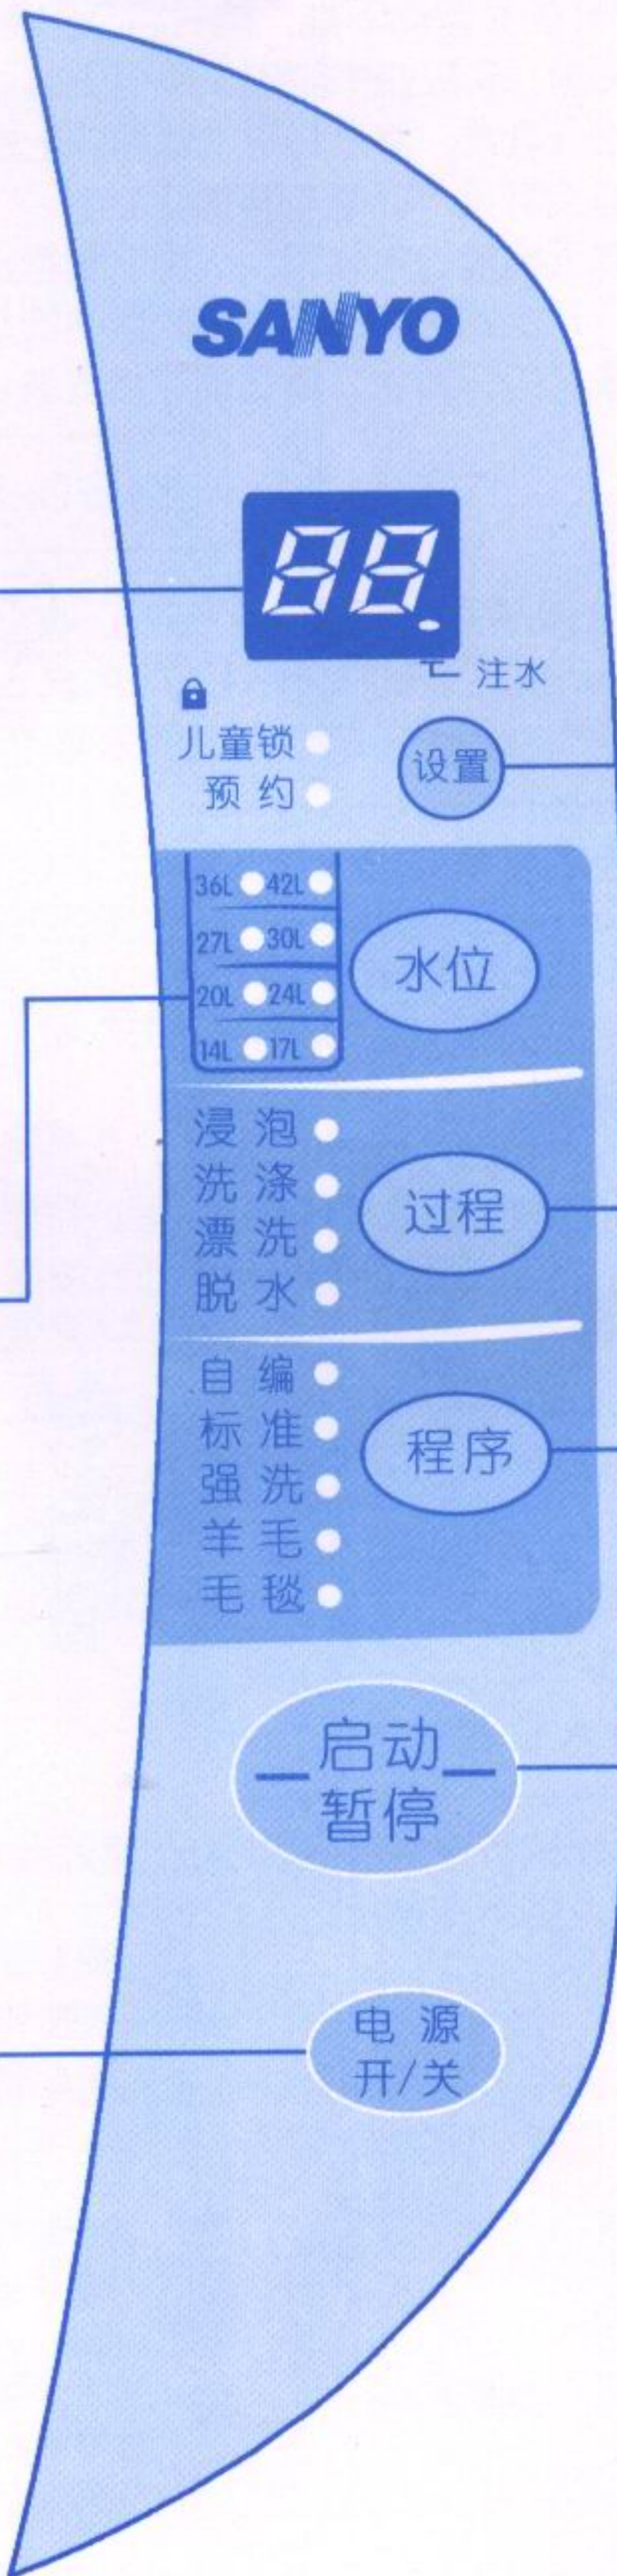 SANYO
88.
注水
儿童锁
预约
设置
36L 42L
27L 30L
20L 24L
14L 17L
水位
浸泡
洗涤
漂洗
脱水
过程
自编
标准
强洗
羊毛
毛毯
程序
启动
暂停
电源
开/关